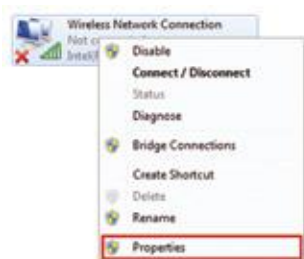 Wireless Network Connection
Not
Intel
Disable
Connect / Disconnect
Status
Diagnose
Bridge Connections
Create Shortcut
Delete
Rename
Properties